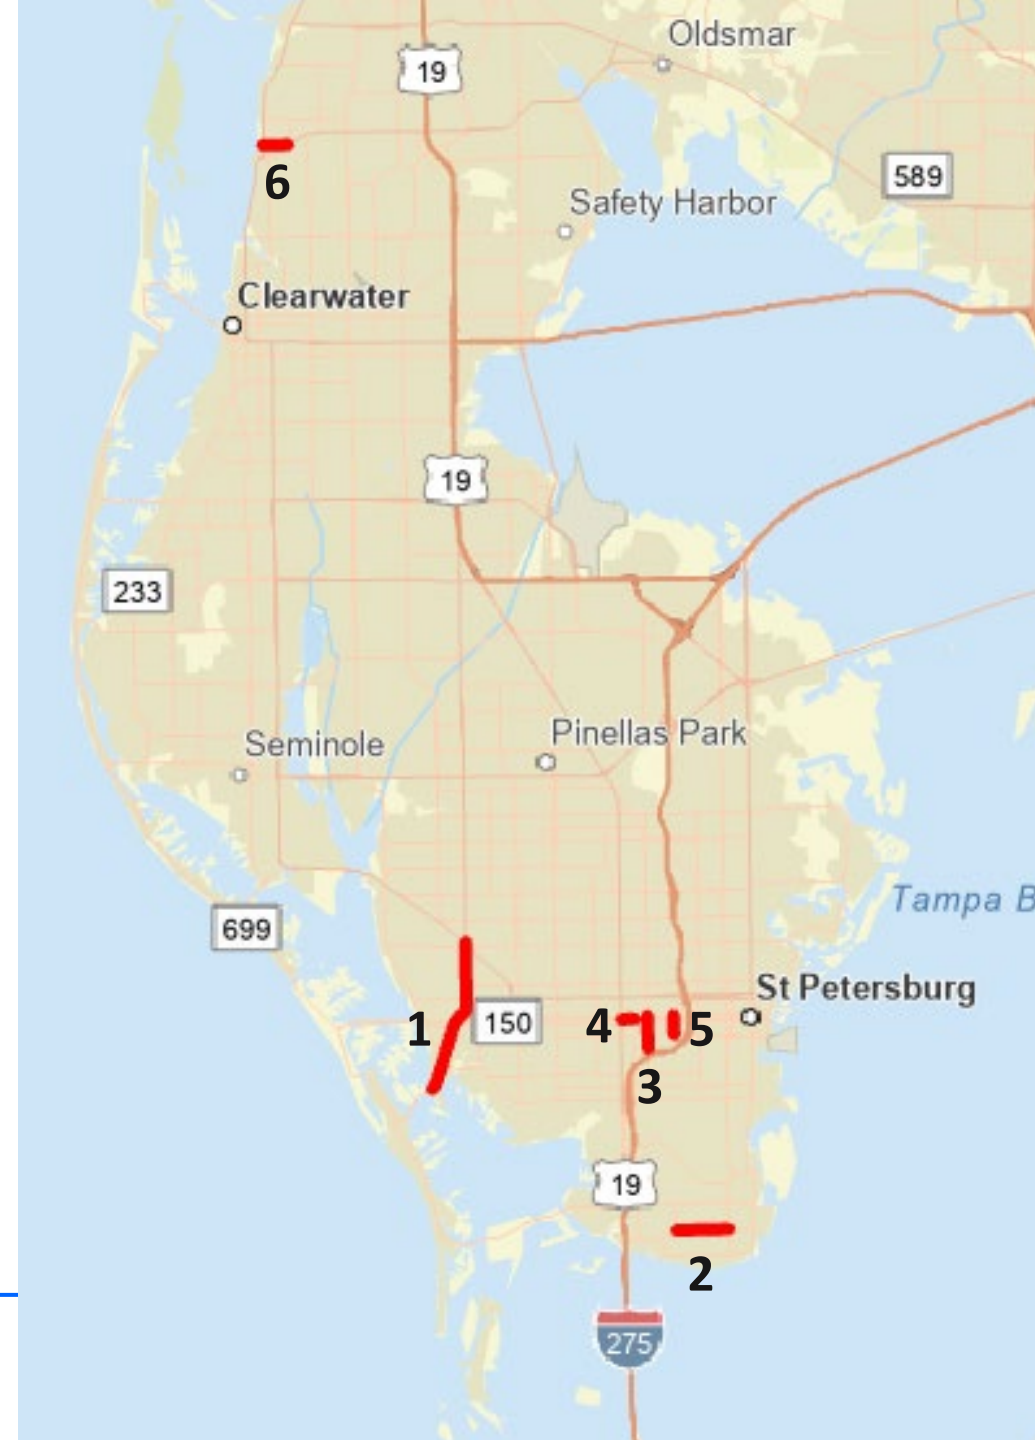 Oldsmar
19
589
6
Safety Harbor
Clearwater
19
233
Pinellas Park
Seminole
Tampa B
699
St Petersburg
1
150
4
5
3
19
2
275